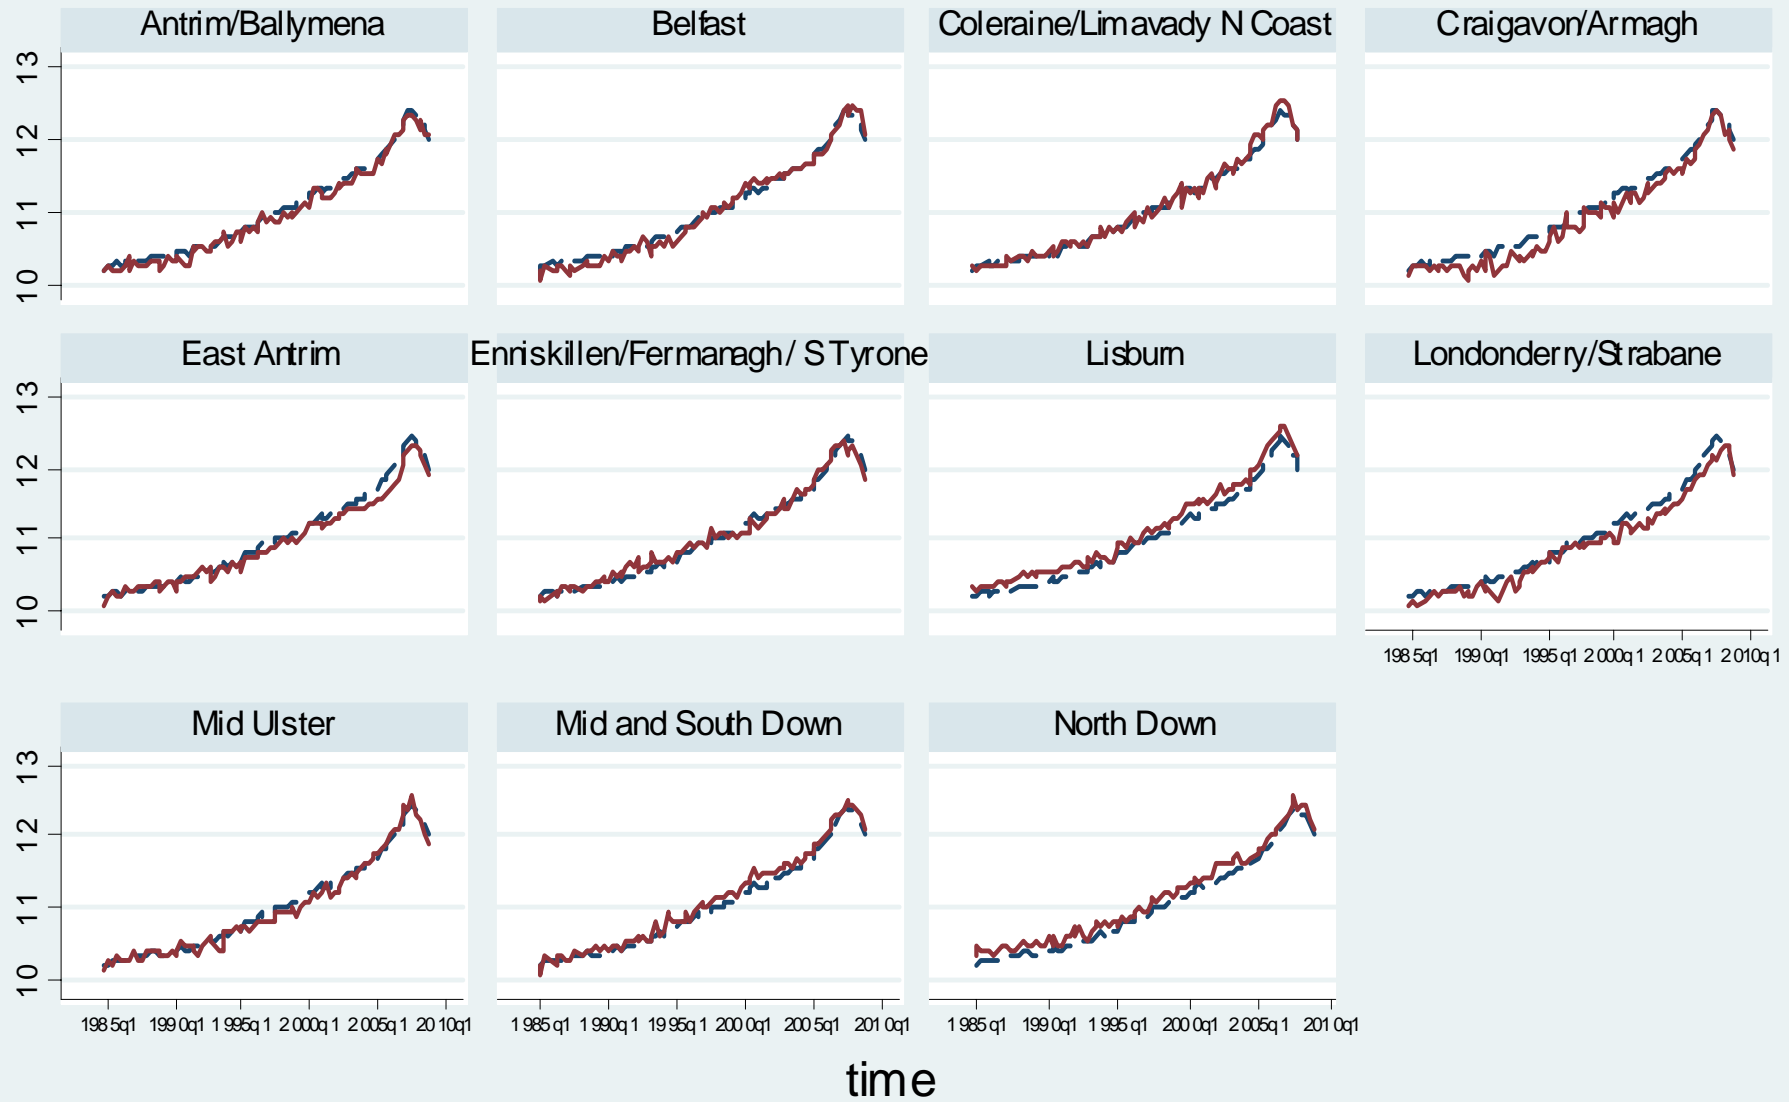 Antrim/Ballymena
Belfast
Coleraine/Limavady N Coast
Craigavon/Armagh
13
12
11
10
East Antrim
Enniskillen/Fermanagh/ S Tyrone
Lisburn
Londonderry/Strabane
13
12
11
10
1985q1 1990q1 1995q1 2000q1 2005q1 2010q1
Mid Ulster
Mid and South Down
North Down
13
12
11
10
1985q1 1990q1 1995q1 2000q1 2005q1 2010q1
1985q1 1990q1 1995q1 2000q1 2005q1 2010q1
1985q1 1990q1 1995q1 2000q1 2005q1 2010q1
time